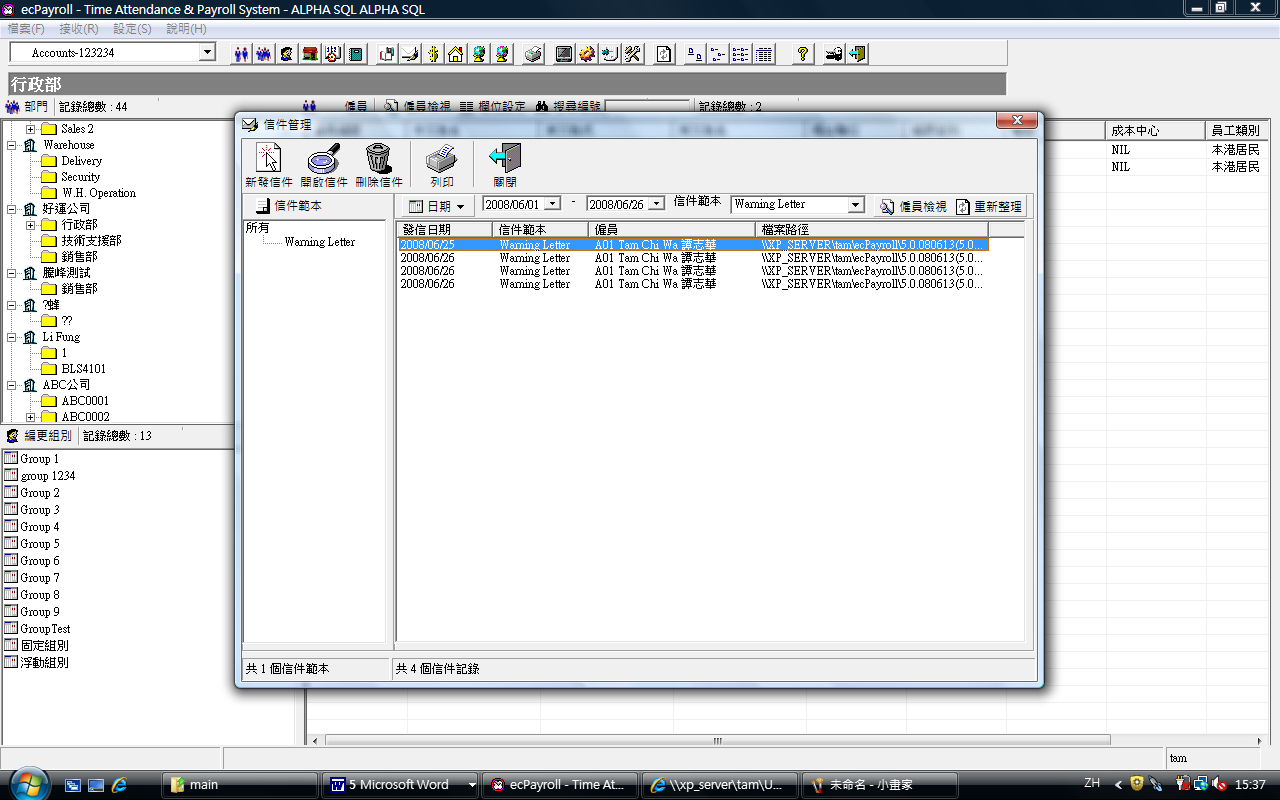 ecPayroll - Time Attendance & Payroll System - ALPHA SQL ALPHA SQL
檔案(F) 接收(R) 設定(S) 說明(H)
Accounts-123234
行政部
部門 記錄總數 : 44 僱員 僱員檢視 欄位設定 搜尋編號 記錄總數 : 2
成本中心 員工類別
NIL 本港居民
NIL 本港居民
Sales 2
Warehouse
Delivery
Security
W.H. Operation
好運公司
行政部
技術支援部
銷售部
騰峰測試
銷售部
?蜂
??
Li Fung
1
BLS4101
ABC公司
ABC0001
ABC0002
編更組別 記錄總數 : 13
Group 1
group 1234
Group 2
Group 3
Group 4
Group 5
Group 6
Group 7
Group 8
Group 9
GroupTest
固定組別
浮動組別
信件管理
新發信件 開啟信件 刪除信件 列印 關閉
信件範本
日期 2008/06/01 - 2008/06/26 信件範本 Warning Letter 僱員檢視 重新整理
所有
Warning Letter
發信日期 信件範本 僱員 檔案路徑
2008/06/25 Warning Letter A01 Tam Chi Wa 譚志華 \\XP_SERVER\tam\ecPayroll\5.0.080613(5.0...
2008/06/26 Warning Letter A01 Tam Chi Wa 譚志華 \\XP_SERVER\tam\ecPayroll\5.0.080613(5.0...
2008/06/26 Warning Letter A01 Tam Chi Wa 譚志華 \\XP_SERVER\tam\ecPayroll\5.0.080613(5.0...
2008/06/26 Warning Letter A01 Tam Chi Wa 譚志華 \\XP_SERVER\tam\ecPayroll\5.0.080613(5.0...
共 1 個信件範本 共 4 個信件記錄
tam
main 5 Microsoft Word ecPayroll - Time At... \\xp_server\tam\U... 未命名 - 小畫家 ZH 15:37